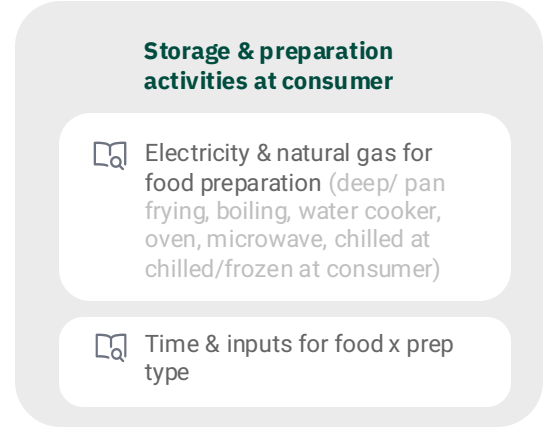 Storage & preparation
activities at consumer
Electricity & natural gas for
food preparation (deep/ pan
frying, boiling, water cooker,
oven, microwave, chilled at
chilled/frozen at consumer)
Time & inputs for food x prep
type